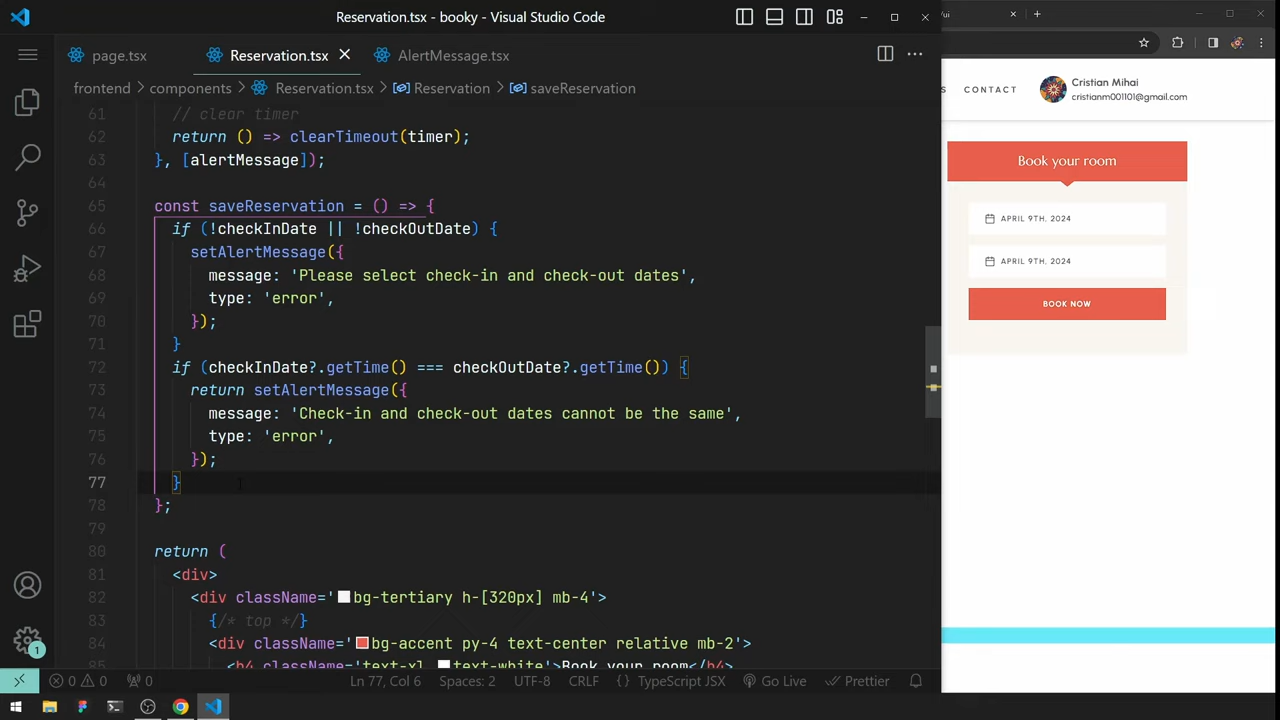 Reservation.tsx - booky - Visual Studio Code
page.tsx
Reservation.tsx
AlertMessage.tsx
frontend components Reservation.tsx Reservation saveReservation
61 // clear timer
62 return () => clearTimeout(timer);
63 }, [alertMessage]);
64
65 const saveReservation = () => {
66 if (!checkInDate || !checkOutDate) {
67 setAlertMessage({
68 message: 'Please select check-in and check-out dates',
69 type: 'error',
70 });
71 }
72 if (checkInDate?.getTime() === checkOutDate?.getTime()) {
73 return setAlertMessage({
74 message: 'Check-in and check-out dates cannot be the same',
75 type: 'error',
76 });
77 }
78 };
79
80 return (
81 <div>
82 <div className='bg-tertiary h-[320px] mb-4'>
83 {/* top */}
84 <div className='bg-accent py-4 text-center relative mb-2'>
85 <h4 className='text-xl text-white'>Book your room</h4>
0 0 0
Ln 77, Col 6
Spaces: 2
UTF-8
CRLF
{} TypeScript JSX
Go Live
Prettier
1
/ui
S
CONTACT
Cristian Mihai
cristianm001101@gmail.com
Book your room
APRIL 9TH, 2024
APRIL 9TH, 2024
BOOK NOW